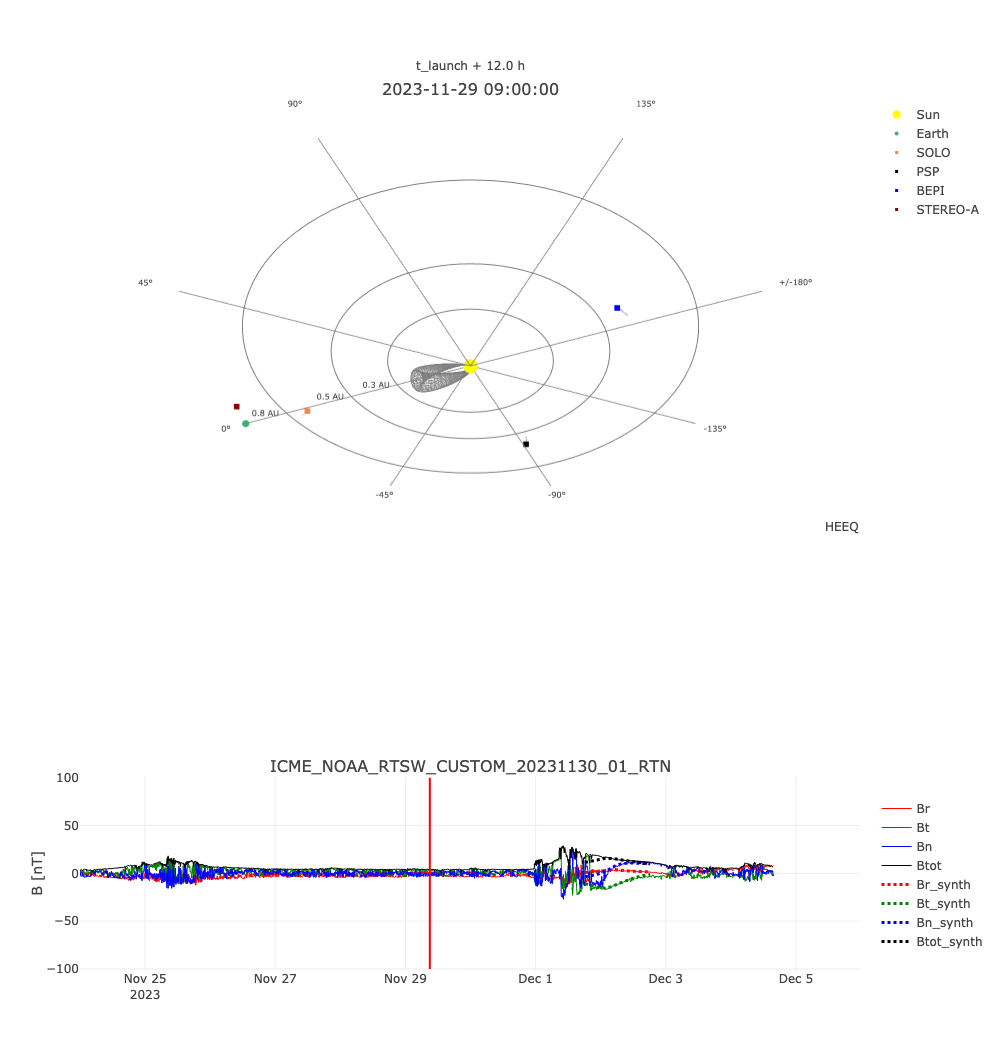 t_launch + 12.0 h
2023-11-29 09:00:00
90°
135°
45°
+/-180°
0.3 AU
0.5 AU
0.8 AU
0°
-135°
-45°
-90°
Sun
Earth
SOLO
PSP
BEPI
STEREO-A
HEEQ
ICME_NOAA_RTSW_CUSTOM_20231130_01_RTN
B [nT]
100
50
0
−50
−100
Nov 25
2023
Nov 27
Nov 29
Dec 1
Dec 3
Dec 5
Br
Bt
Bn
Btot
Br_synth
Bt_synth
Bn_synth
Btot_synth